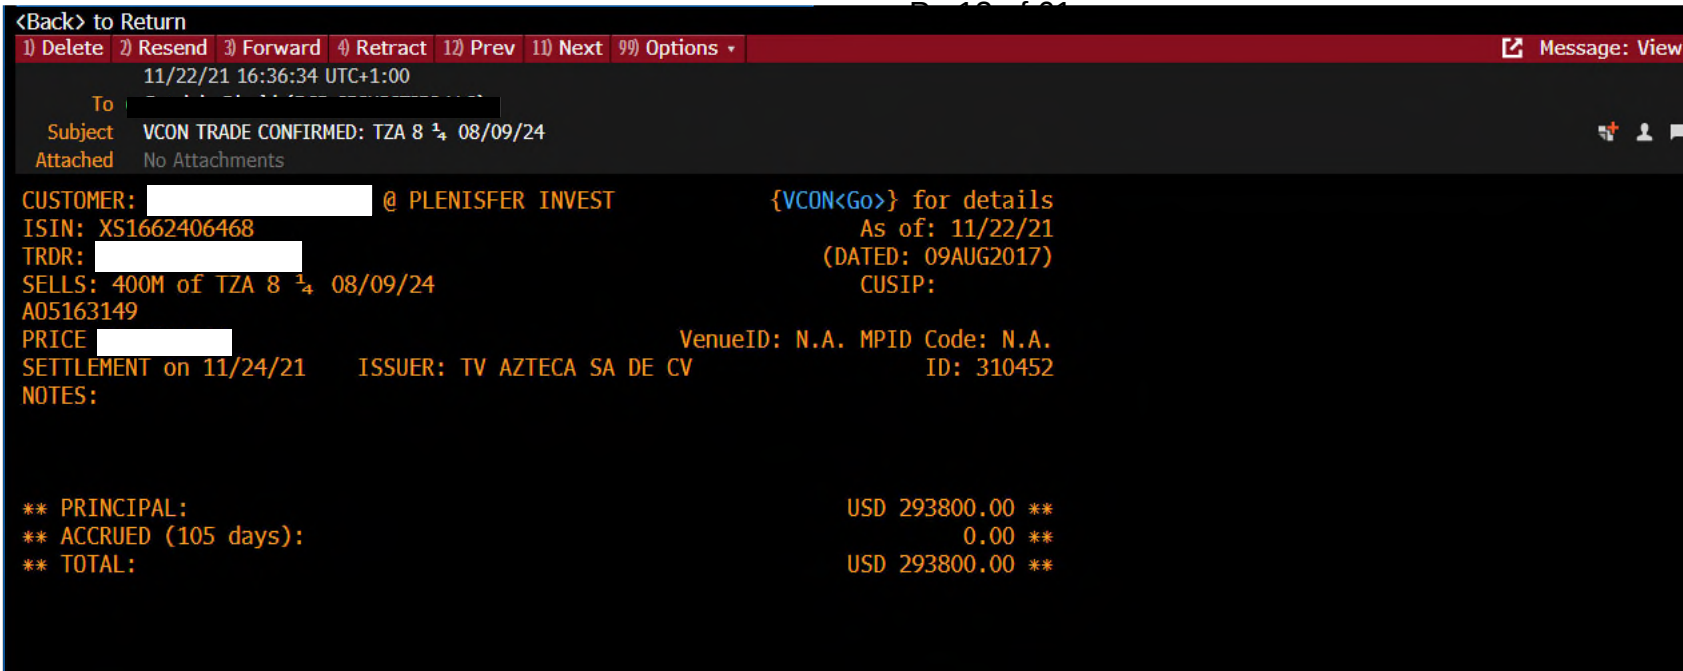 <Back> to Return
1) Delete 2) Resend 3) Forward 4) Retract 12) Prev 11) Next 99) Options Message: View
11/22/21 16:36:34 UTC+1:00
To
Subject VCON TRADE CONFIRMED: TZA 8 ¼ 08/09/24
Attached No Attachments
CUSTOMER: @ PLENISFER INVEST {VCON<Go>} for details
ISIN: XS1662406468 As of: 11/22/21
TRDR: (DATED: 09AUG2017)
SELLS: 400M of TZA 8 ¼ 08/09/24 CUSIP:
AO5163149
PRICE VenueID: N.A. MPID Code: N.A.
SETTLEMENT on 11/24/21 ISSUER: TV AZTECA SA DE CV ID: 310452
NOTES:
** PRINCIPAL: USD 293800.00 **
** ACCRUED (105 days): 0.00 **
** TOTAL: USD 293800.00 **